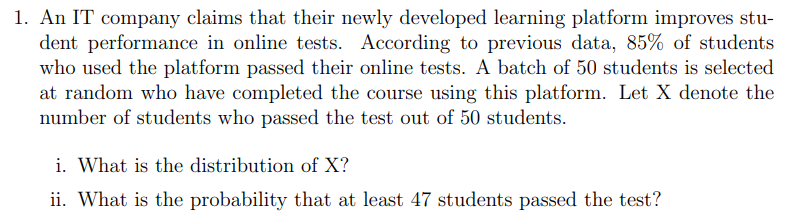 1. An IT company claims that their newly developed learning platform improves stu-
dent performance in online tests. According to previous data, 85% of students
who used the platform passed their online tests. A batch of 50 students is selected
at random who have completed the course using this platform. Let X denote the
number of students who passed the test out of 50 students.
i. What is the distribution of X?
ii. What is the probability that at least 47 students passed the test?